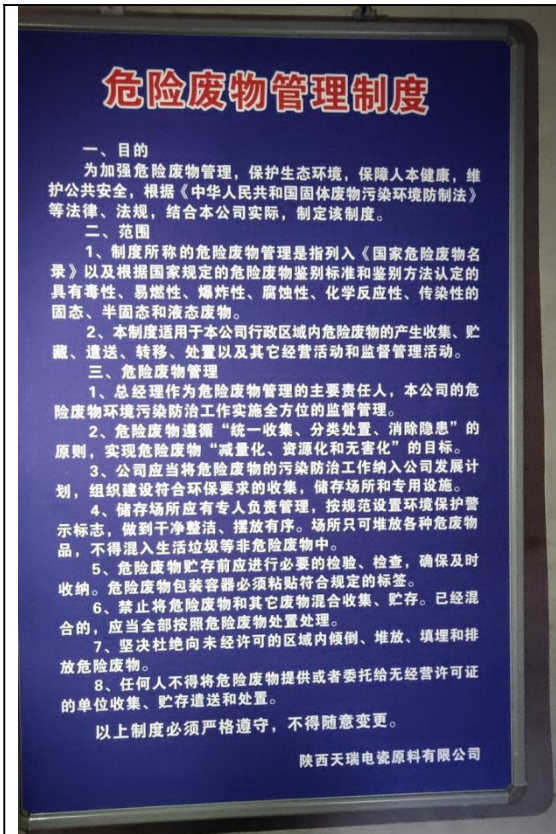 危险废物管理制度
一、目的
为加强危险废物管理，保护生态环境，保障人本健康，维
护公共安全，根据《中华人民共和国固体废物污染环境防制法》
等法律、法规，结合本公司实际，制定该制度。
二、范围
1、制度所称的危险废物管理是指列入《国家危险废物名
录》以及根据国家规定的危险废物鉴别标准和鉴别方法认定的
具有毒性、易燃性、爆炸性、腐蚀性、化学反应性、传染性的
固态、半固态和液态废物。
2、本制度适用于本公司行政区域内危险废物的产生收集、贮
藏、遣送、转移、处置以及其它经营活动和监督管理活动。
三、危险废物管理
1、总经理作为危险废物管理的主要责任人，本公司的危
险废物环境污染防治工作实施全方位的监督管理。
2、危险废物遵循“统一收集、分类处置、消除隐患”的
原则，实现危险废物“减量化、资源化和无害化”的目标。
3、公司应当将危险废物的污染防治工作纳入公司发展计
划，组织建设符合环保要求的收集，储存场所和专用设施。
4、储存场所应有专人负责管理，按规范设置环境保护警
示标志，做到干净整洁、摆放有序。场所只可堆放各种危废物
品，不得混入生活垃圾等非危险废物中。
5、危险废物贮存前应进行必要的检验、检查，确保及时
收纳。危险废物包装容器必须粘贴符合规定的标签。
6、禁止将危险废物和其它废物混合收集、贮存。已经混
合的，应当全部按照危险废物处置处理。
7、坚决杜绝向未经许可的区域内倾倒、堆放、填埋和排
放危险废物。
8、任何人不得将危险废物提供或者委托给无经营许可证
的单位收集、贮存遣送和处置。
以上制度必须严格遵守，不得随意变更。
陕西天瑞电瓷原料有限公司